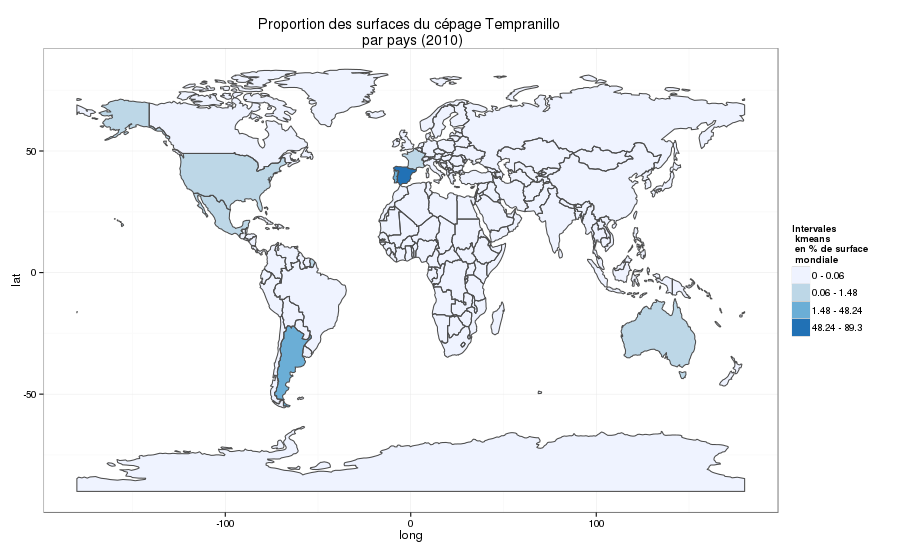 Proportion des surfaces du cépage Tempranillo
par pays (2010)
50
0
-50
lat
-100
0
100
long
Intervales
kmeans
en % de surface
mondiale
0 - 0.06
0.06 - 1.48
1.48 - 48.24
48.24 - 89.3